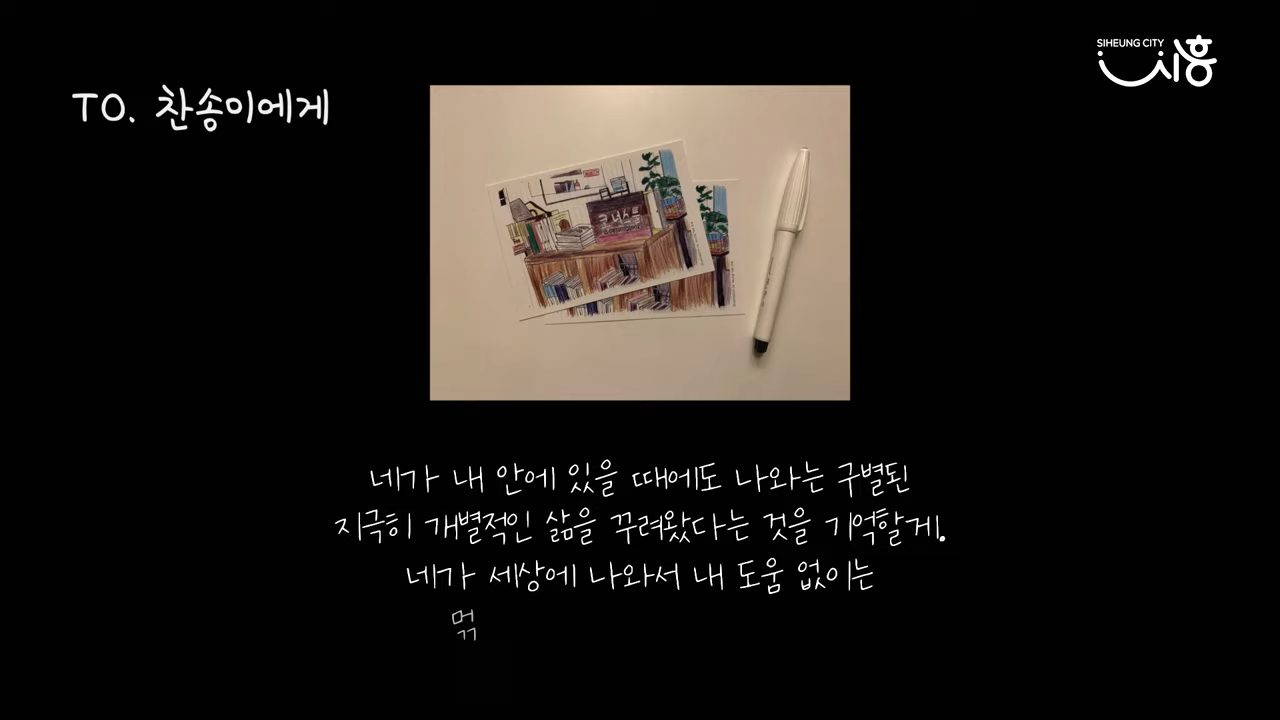 SIHEUNG CITY
시흥
TO. 찬송이에게
네가 내 안에 있을 때에도 나와는 구별된
지극히 개별적인 삶을 꾸려왔다는 것을 기억할게.
네가 세상에 나와서 내 도움 없이는